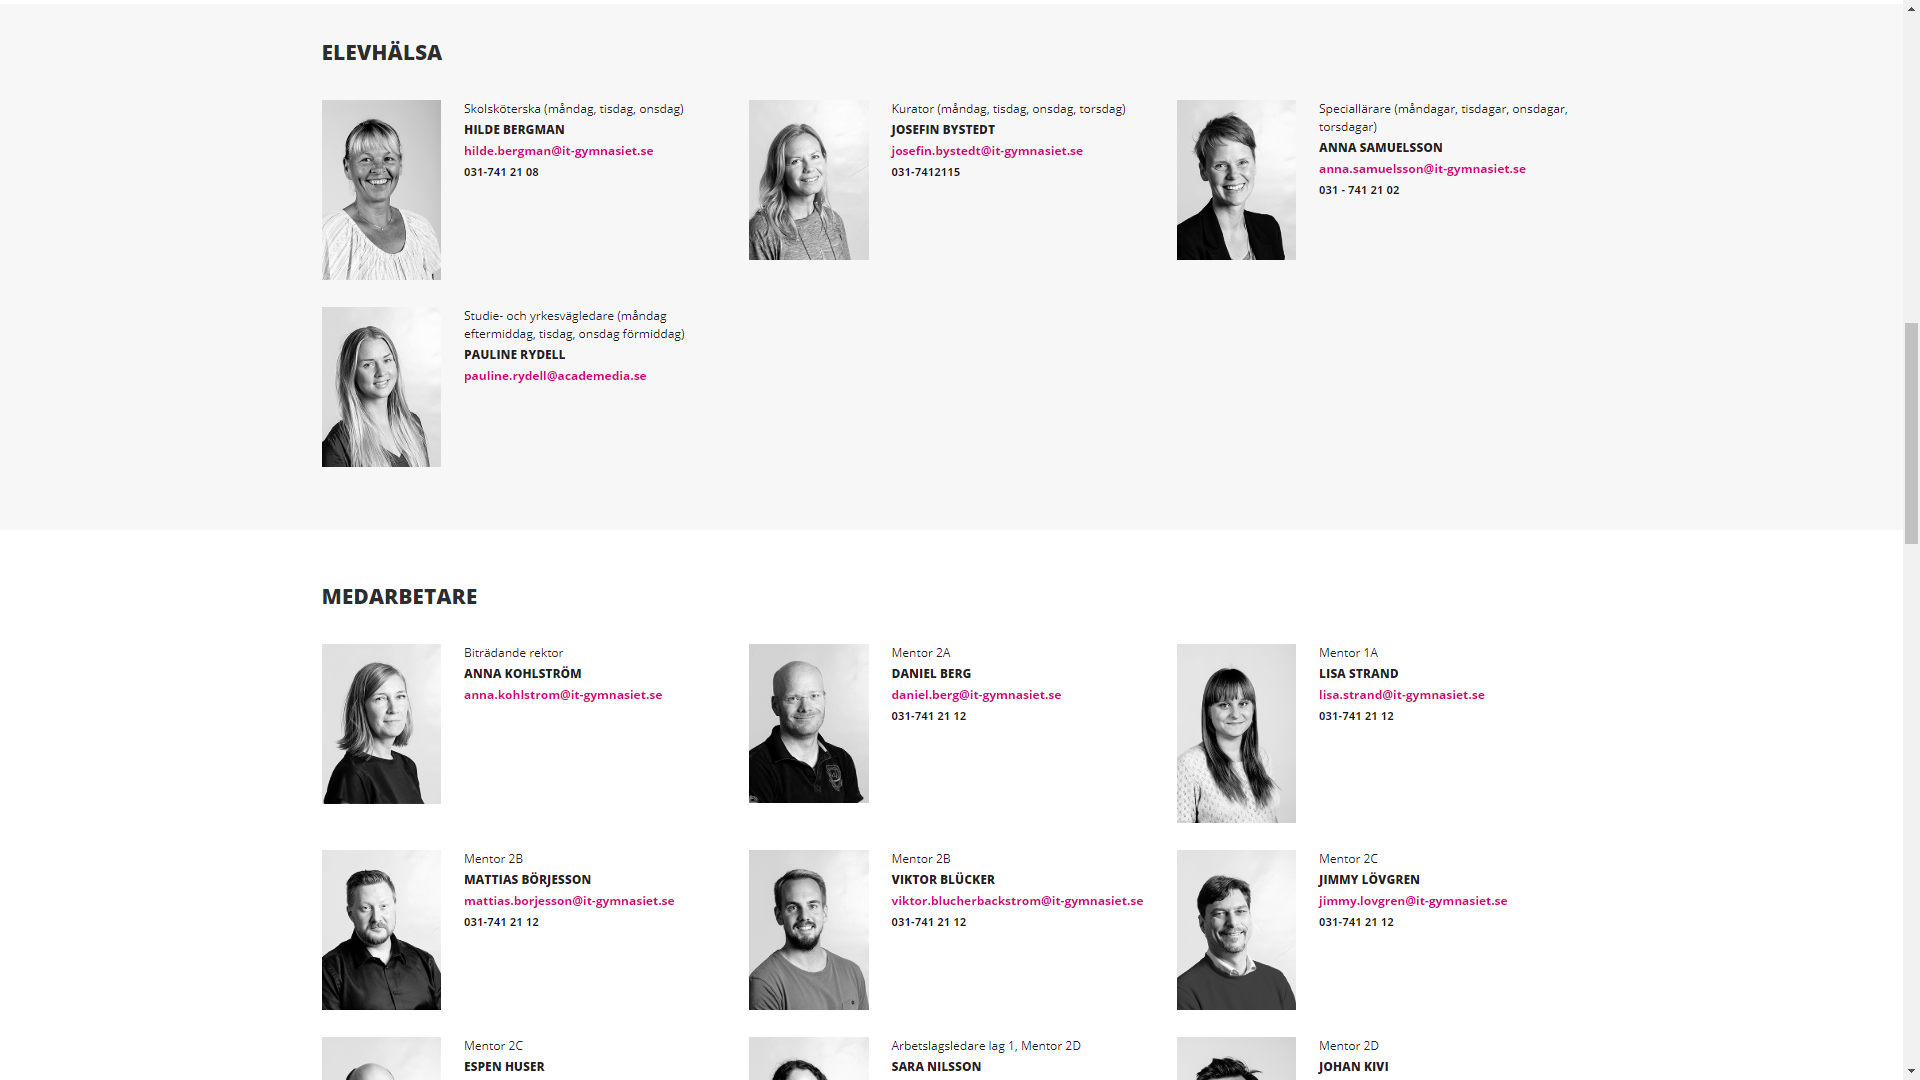 ELEVHÄLSA
Skolsköterska (måndag, tisdag, onsdag)
HILDE BERGMAN
hilde.bergman@it-gymnasiet.se
031-741 21 08
Kurator (måndag, tisdag, onsdag, torsdag)
JOSEFIN BYSTEDT
josefin.bystedt@it-gymnasiet.se
031-7412115
Speciallärare (måndagar, tisdagar, onsdagar,
torsdagar)
ANNA SAMUELSSON
anna.samuelsson@it-gymnasiet.se
031 - 741 21 02
Studie- och yrkesvägledare (måndag
eftermiddag, tisdag, onsdag förmiddag)
PAULINE RYDELL
pauline.rydell@academedia.se
MEDARBETARE
Biträdande rektor
ANNA KOHLSTRÖM
anna.kohlstrom@it-gymnasiet.se
Mentor 2A
DANIEL BERG
daniel.berg@it-gymnasiet.se
031-741 21 12
Mentor 1A
LISA STRAND
lisa.strand@it-gymnasiet.se
031-741 21 12
Mentor 2B
MATTIAS BÖRJESSON
mattias.borjesson@it-gymnasiet.se
031-741 21 12
Mentor 2B
VIKTOR BLÜCKER
viktor.blucherbackstrom@it-gymnasiet.se
031-741 21 12
Mentor 2C
JIMMY LÖVGREN
jimmy.lovgren@it-gymnasiet.se
031-741 21 12
Mentor 2C
ESPEN HUSER
Arbetslagsledare lag 1, Mentor 2D
SARA NILSSON
Mentor 2D
JOHAN KIVI